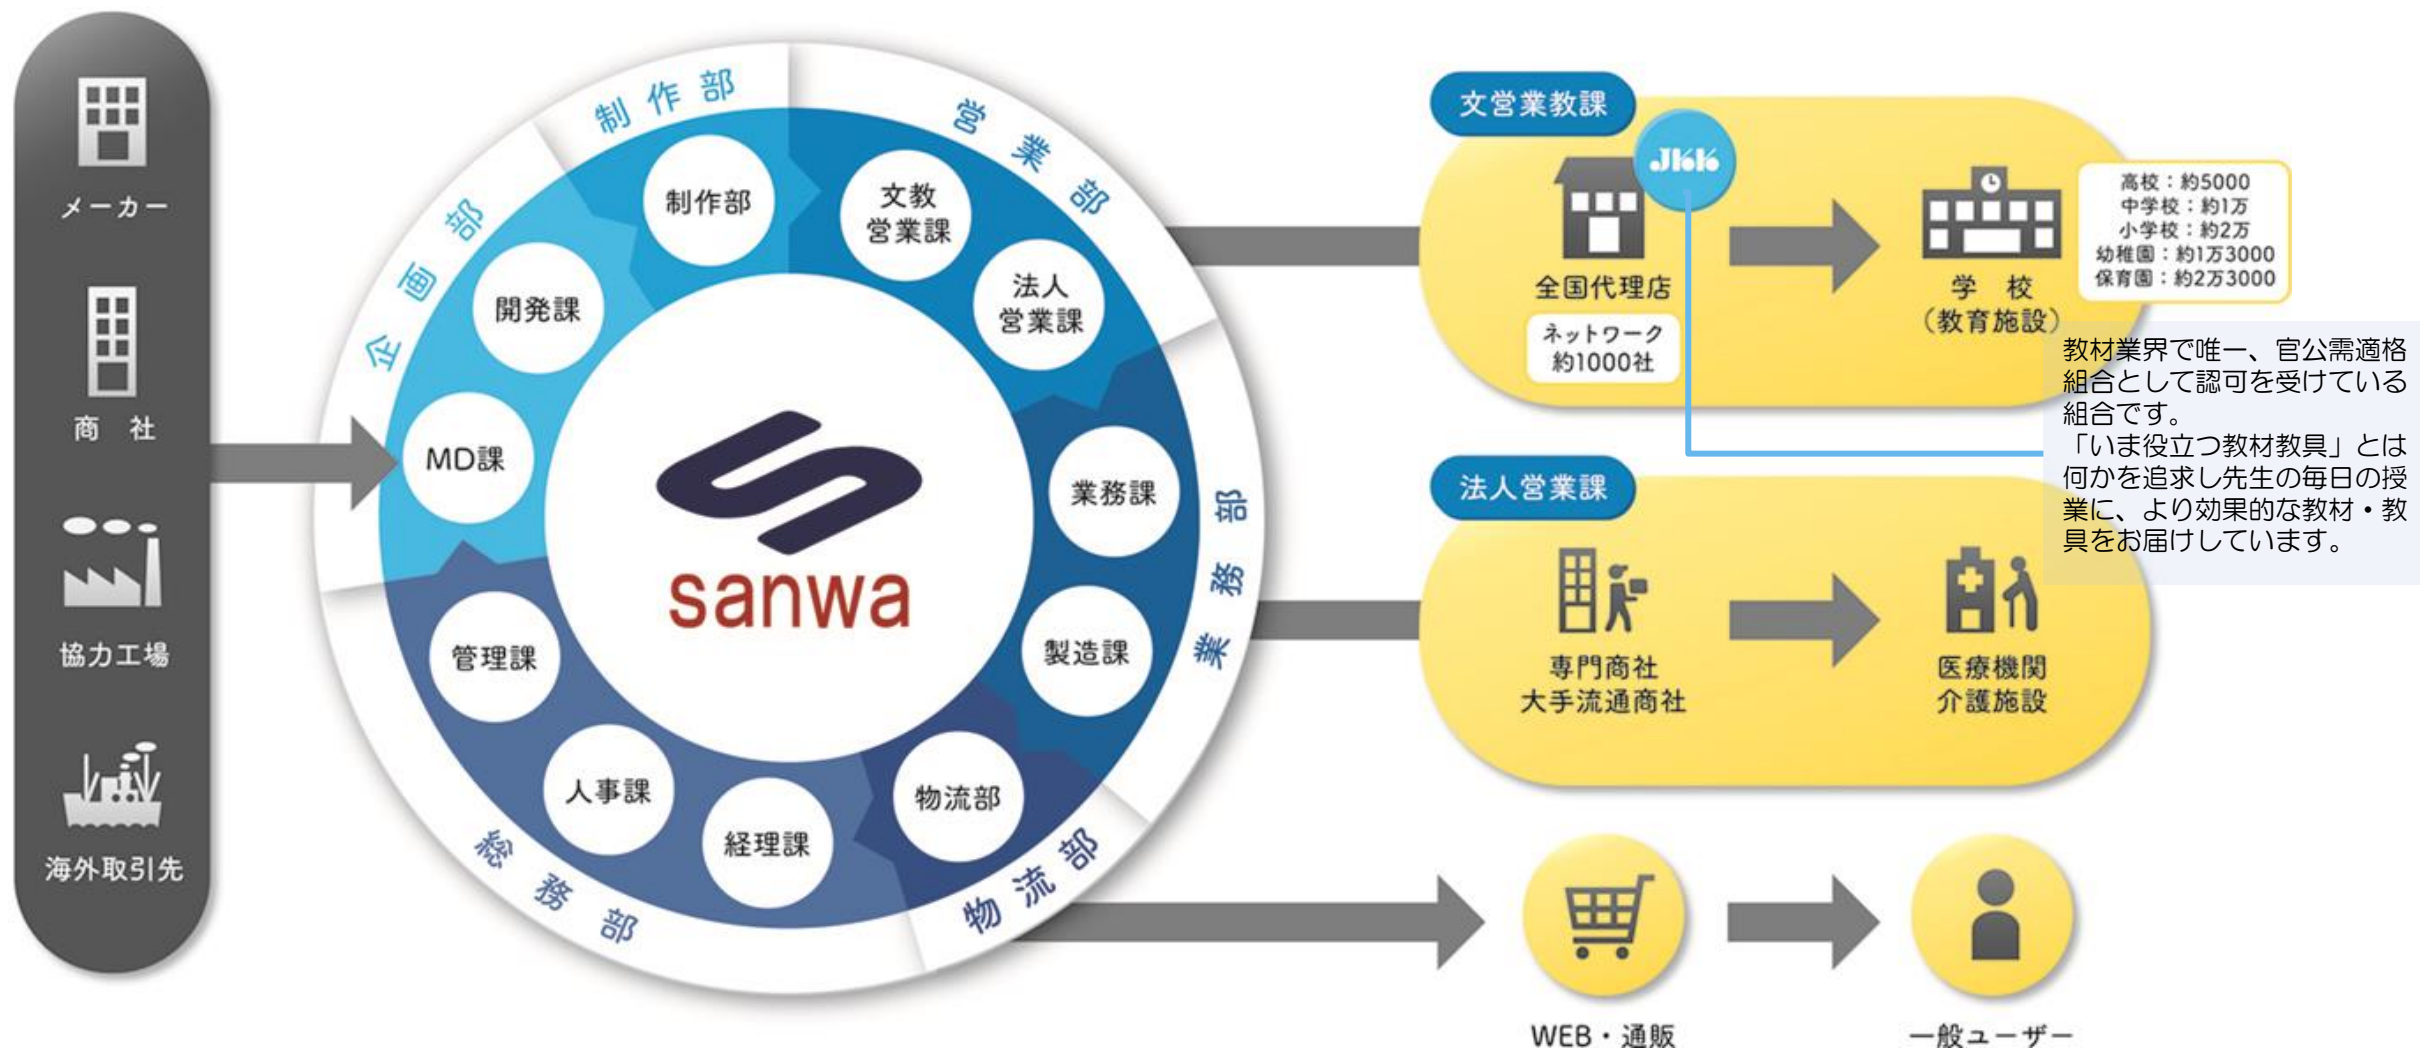 メーカー
商 社
協力工場
海外取引先
制作部
営業部
業務部
物流部
総務部
企画部
制作部
文教
営業課
法人
営業課
業務課
製造課
物流部
経理課
人事課
管理課
MD課
開発課
sanwa
文営業教課
JKK
全国代理店
ネットワーク
約1000社
学 校
（教育施設）
高校：約5000
中学校：約1万
小学校：約2万
幼稚園：約1万3000
保育園：約2万3000
教材業界で唯一、官公需適格
組合として認可を受けている
組合です。
「いま役立つ教材教具」とは
何かを追求し先生の毎日の授
業に、より効果的な教材・教
具をお届けしています。
法人営業課
専門商社
大手流通商社
医療機関
介護施設
WEB・通販
一般ユーザー